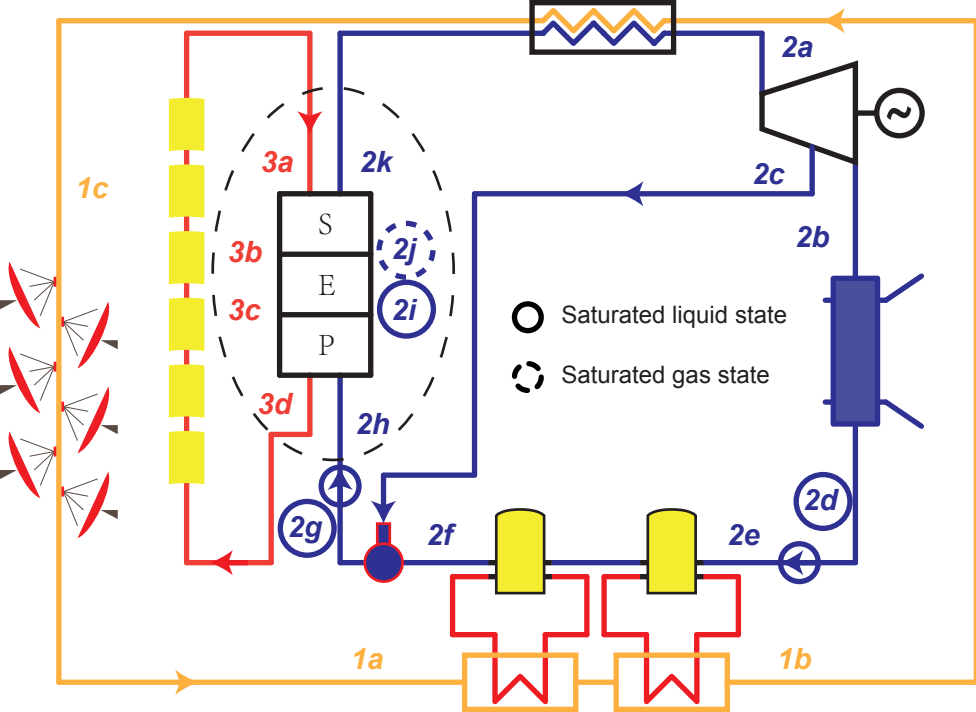 2a
1c
3a
2k
2c
S
2b
3b
2j
E
3c
2i
Saturated liquid state
P
Saturated gas state
3d
2h
2g
2f
2e
2d
1a
1b